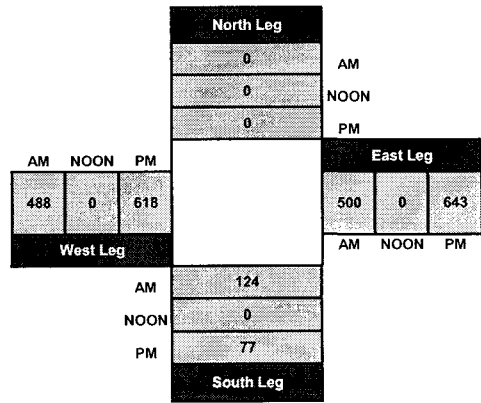 North Leg
0 AM
0 NOON
0 PM
AM NOON PM
East Leg
488 0 618
500 0 643
West Leg
AM NOON PM
AM 124
NOON 0
PM 77
South Leg